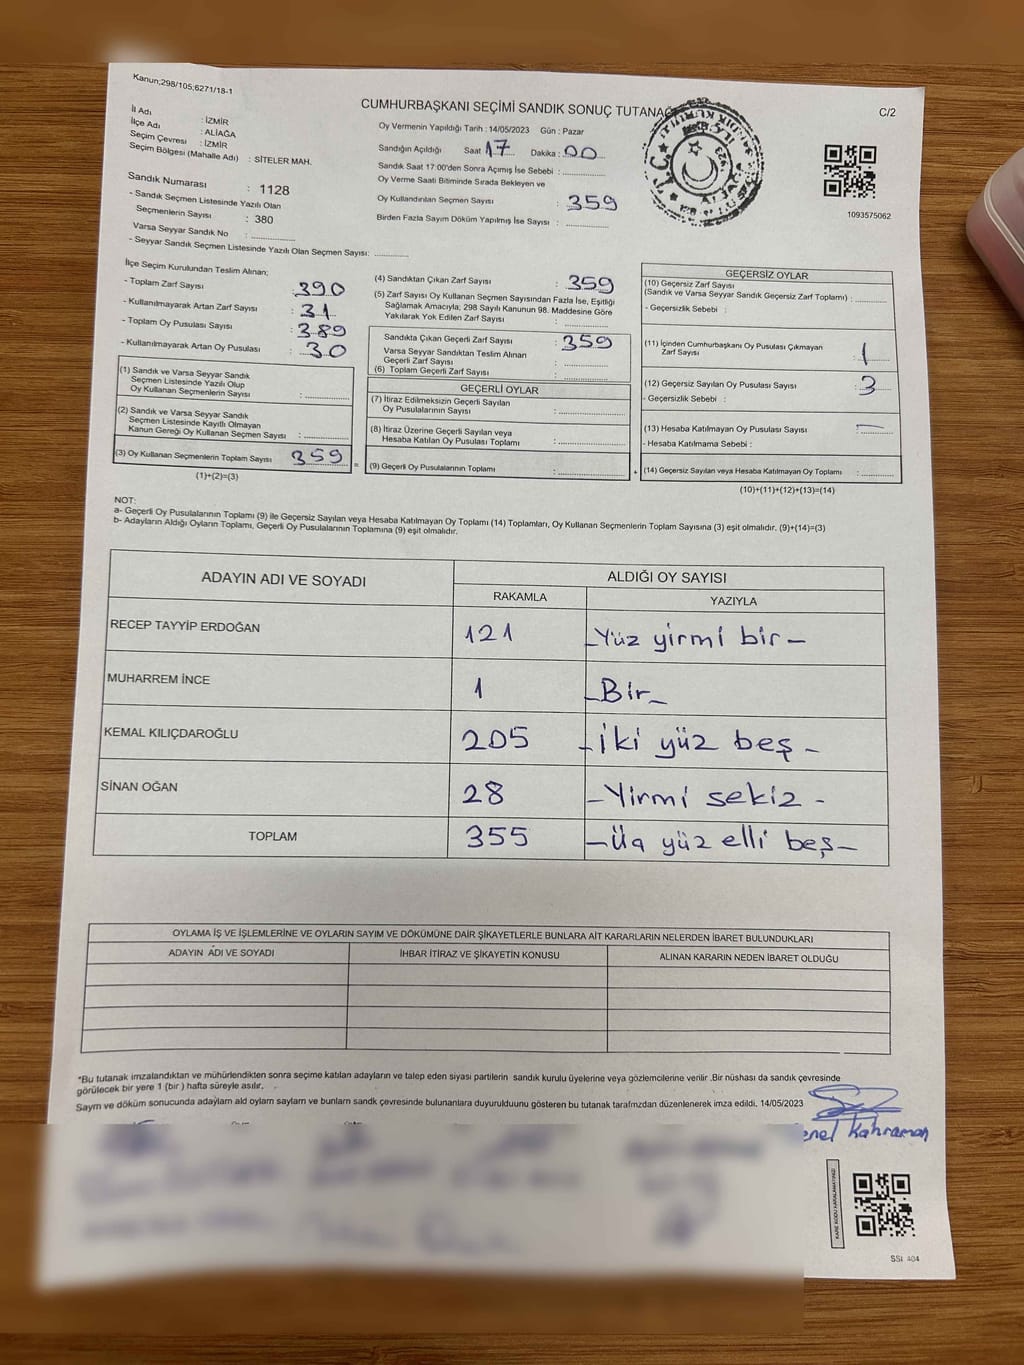 Kanun;298/105;6271/18-1
CUMHURBAŞKANI SEÇİMİ SANDIK SONUÇ TUTANAĞI
C/2
İl Adı : İZMİR
İlçe Adı : ALİAĞA
Seçim Çevresi : İZMİR
Seçim Bölgesi (Mahalle Adı) : SİTELER MAH.
Sandık Numarası : 1128
- Sandık Seçmen Listesinde Yazılı Olan
Seçmenlerin Sayısı : 380
Varsa Seyyar Sandık No :
- Seyyar Sandık Seçmen Listesinde Yazılı Olan Seçmen Sayısı:
Oy Vermenin Yapıldığı Tarih : 14/05/2023 Gün : Pazar
Sandığın Açıldığı Saat 17 Dakika : 00
Sandık Saat 17:00'den Sonra Açımış İse Sebebi :
Oy Verme Saati Bitiminde Sırada Bekleyen ve
Oy Kullandırılan Seçmen Sayısı : 359
Birden Fazla Sayım Döküm Yapılmış İse Sayısı :
T.C.
ALİAĞA
1093575062
İlçe Seçim Kurulundan Teslim Alınan;
- Toplam Zarf Sayısı : 390
- Kullanılmayarak Artan Zarf Sayısı : 31
- Toplam Oy Pusulası Sayısı : 389
- Kullanılmayarak Artan Oy Pusulası : 30
(1) Sandık ve Varsa Seyyar Sandık
Seçmen Listesinde Yazılı Olup
Oy Kullanan Seçmenlerin Sayısı :
(2) Sandık ve Varsa Seyyar Sandık
Seçmen Listesinde Kayıtlı Olmayan
Kanun Gereği Oy Kullanan Seçmen Sayısı :
(3) Oy Kullanan Seçmenlerin Toplam Sayısı 359
(1)+(2)=(3)
=
(4) Sandıktan Çıkan Zarf Sayısı : 359
(5) Zarf Sayısı Oy Kullanan Seçmen Sayısından Fazla İse, Eşitliği
Sağlamak Amacıyla; 298 Sayılı Kanunun 98. Maddesine Göre
Yakılarak Yok Edilen Zarf Sayısı :
Sandıkta Çıkan Geçerli Zarf Sayısı : 359
Varsa Seyyar Sandıktan Teslim Alınan
Geçerli Zarf Sayısı :
(6) Toplam Geçerli Zarf Sayısı :
GEÇERLİ OYLAR
(7) İtiraz Edilmeksizin Geçerli Sayılan
Oy Pusulalarının Sayısı :
(8) İtiraz Üzerine Geçerli Sayılan veya
Hesaba Katılan Oy Pusulası Toplamı :
(9) Geçerli Oy Pusulalarının Toplamı :
+
GEÇERSİZ OYLAR
(10) Geçersiz Zarf Sayısı
(Sandık ve Varsa Seyyar Sandık Geçersiz Zarf Toplamı) :
- Geçersizlik Sebebi :
(11) İçinden Cumhurbaşkanı Oy Pusulası Çıkmayan
Zarf Sayısı : 1
(12) Geçersiz Sayılan Oy Pusulası Sayısı : 3
- Geçersizlik Sebebi :
(13) Hesaba Katılmayan Oy Pusulası Sayısı : —
- Hesaba Katılmama Sebebi :
(14) Geçersiz Sayılan veya Hesaba Katılmayan Oy Toplamı :
(10)+(11)+(12)+(13)=(14)
NOT:
a- Geçerli Oy Pusulalarının Toplamı (9) ile Geçersiz Sayılan veya Hesaba Katılmayan Oy Toplamı (14) Toplamları, Oy Kullanan Seçmenlerin Toplam Sayısına (3) eşit olmalıdır. (9)+(14)=(3)
b- Adayların Aldığı Oyların Toplamı, Geçerli Oy Pusulalarının Toplamına (9) eşit olmalıdır.
ADAYIN ADI VE SOYADI ALDIĞI OY SAYISI
RAKAMLA YAZIYLA
RECEP TAYYİP ERDOĞAN 121 -Yüz yirmi bir-
MUHARREM İNCE 1 -Bir-
KEMAL KILIÇDAROĞLU 205 -İki yüz beş-
SİNAN OĞAN 28 -Yirmi sekiz-
TOPLAM 355 -Üç yüz elli beş-
OYLAMA İŞ VE İŞLEMLERİNE VE OYLARIN SAYIM VE DÖKÜMÜNE DAİR ŞİKAYETLERLE BUNLARA AİT KARARLARIN NELERDEN İBARET BULUNDUKLARI
ADAYIN ADI VE SOYADI İHBAR İTİRAZ VE ŞİKAYETİN KONUSU ALINAN KARARIN NEDEN İBARET OLDUĞU
*Bu tutanak imzalandıktan ve mühürlendikten sonra seçime katılan adayların ve talep eden siyasi partilerin sandık kurulu üyelerine veya gözlemcilerine verilir .Bir nüshası da sandık çevresinde
görülecek bir yere 1 (bir ) hafta süreyle asılır.
Sayım ve döküm sonucunda adayların aldı oyların sayıları ve bunların sandk çevresinde bulunanlara duyurulduunu gösteren bu tutanak tarafmzdan düzenlenerek imza edildi. 14/05/2023
enel Kahraman
SSİ 404